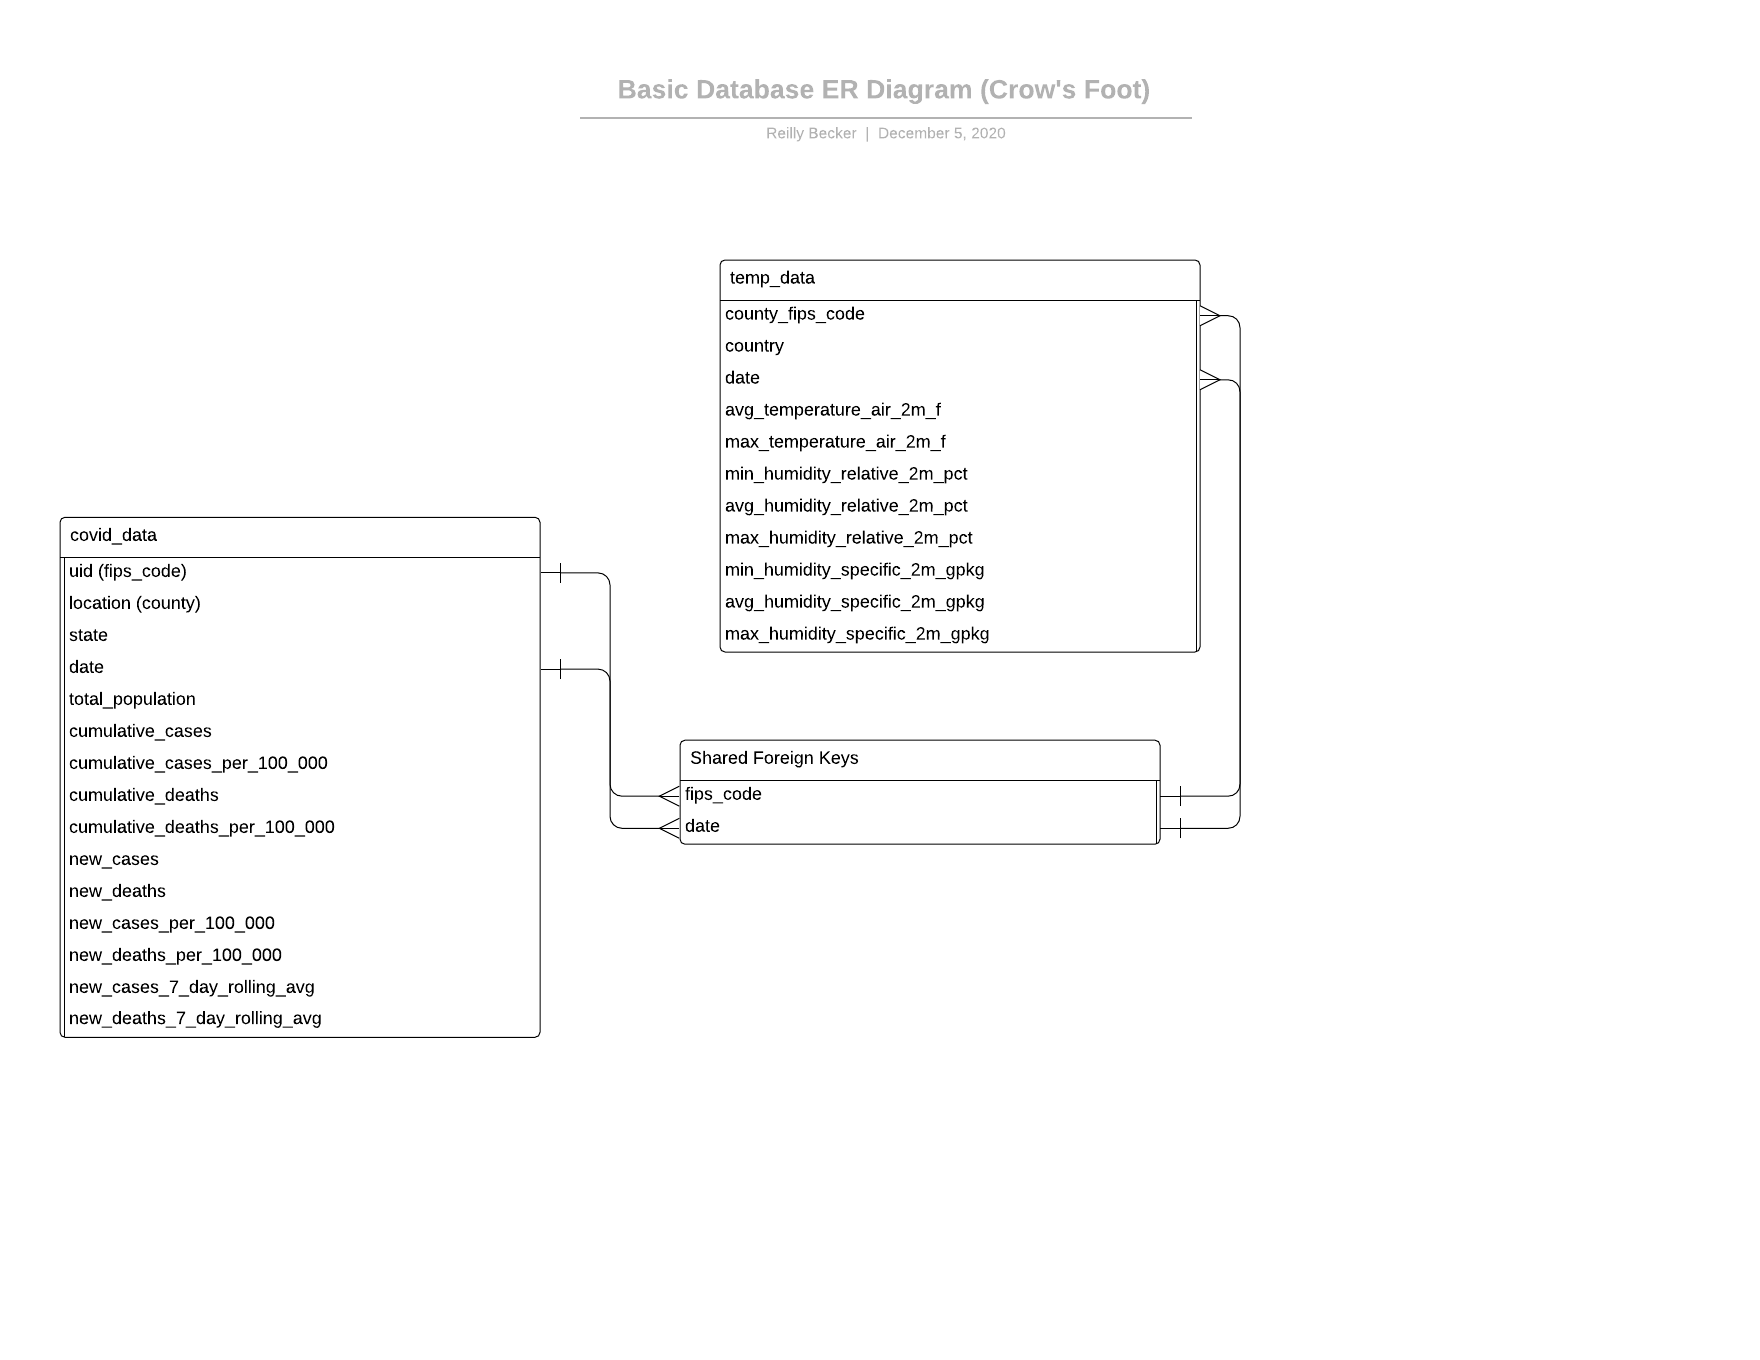 Basic Database ER Diagram (Crow's Foot)
Reilly Becker | December 5, 2020
temp_data
county_fips_code
country
date
avg_temperature_air_2m_f
max_temperature_air_2m_f
min_humidity_relative_2m_pct
avg_humidity_relative_2m_pct
max_humidity_relative_2m_pct
min_humidity_specific_2m_gpkg
avg_humidity_specific_2m_gpkg
max_humidity_specific_2m_gpkg
covid_data
uid (fips_code)
location (county)
state
date
total_population
cumulative_cases
cumulative_cases_per_100_000
cumulative_deaths
cumulative_deaths_per_100_000
new_cases
new_deaths
new_cases_per_100_000
new_deaths_per_100_000
new_cases_7_day_rolling_avg
new_deaths_7_day_rolling_avg
Shared Foreign Keys
fips_code
date